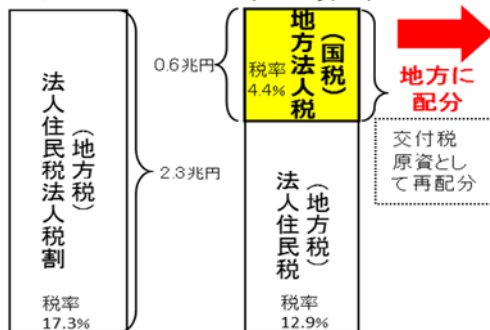 法人住民税法人税割
（地方税）
税率
17.3%
0.6兆円
2.3兆円
地方法人税
（国税）
税率
4.4%
法人住民税
（地方税）
税率
12.9%
地方に
配分
交付税
原資とし
て再配分